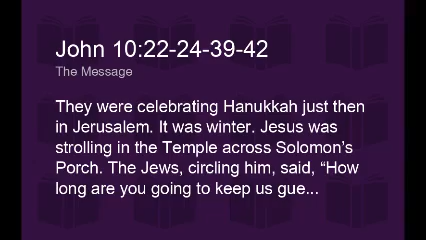 John 10:22-24-39-42
The Message
They were celebrating Hanukkah just then
in Jerusalem. It was winter. Jesus was
strolling in the Temple across Solomon’s
Porch. The Jews, circling him, said, “How
long are you going to keep us gue...